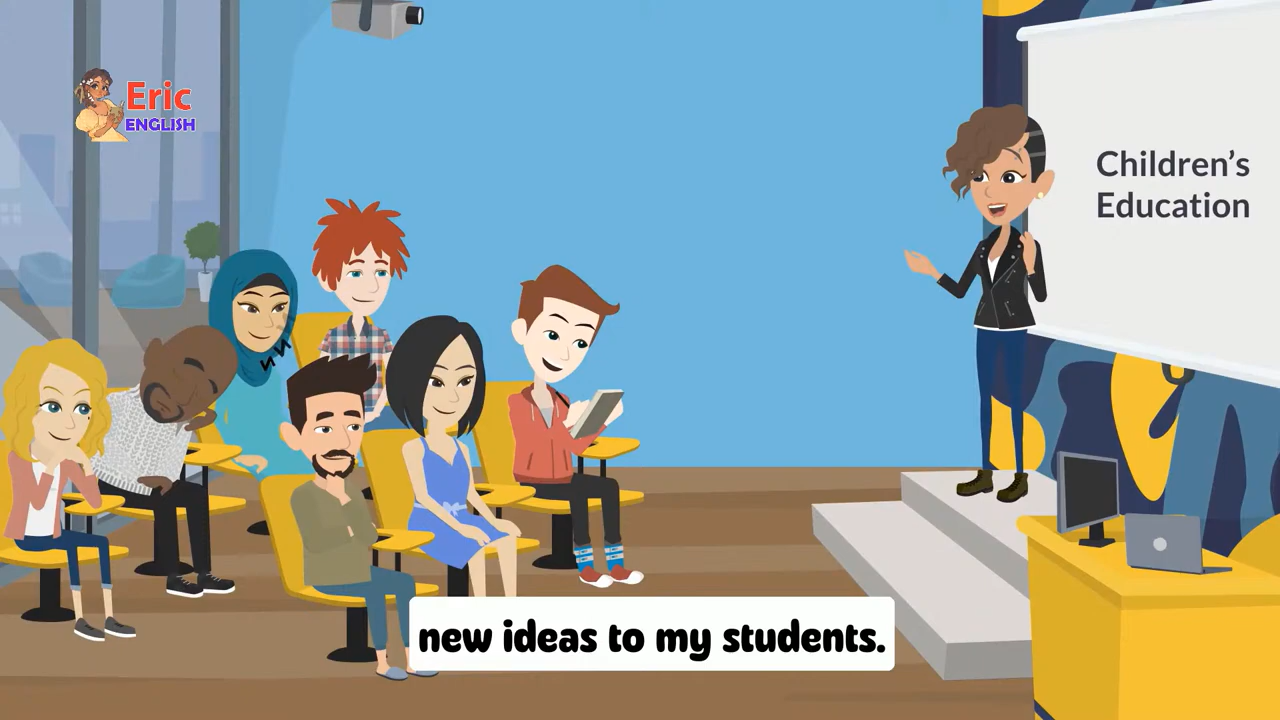 Eric
ENGLISH
Children's
Education
new ideas to my students.